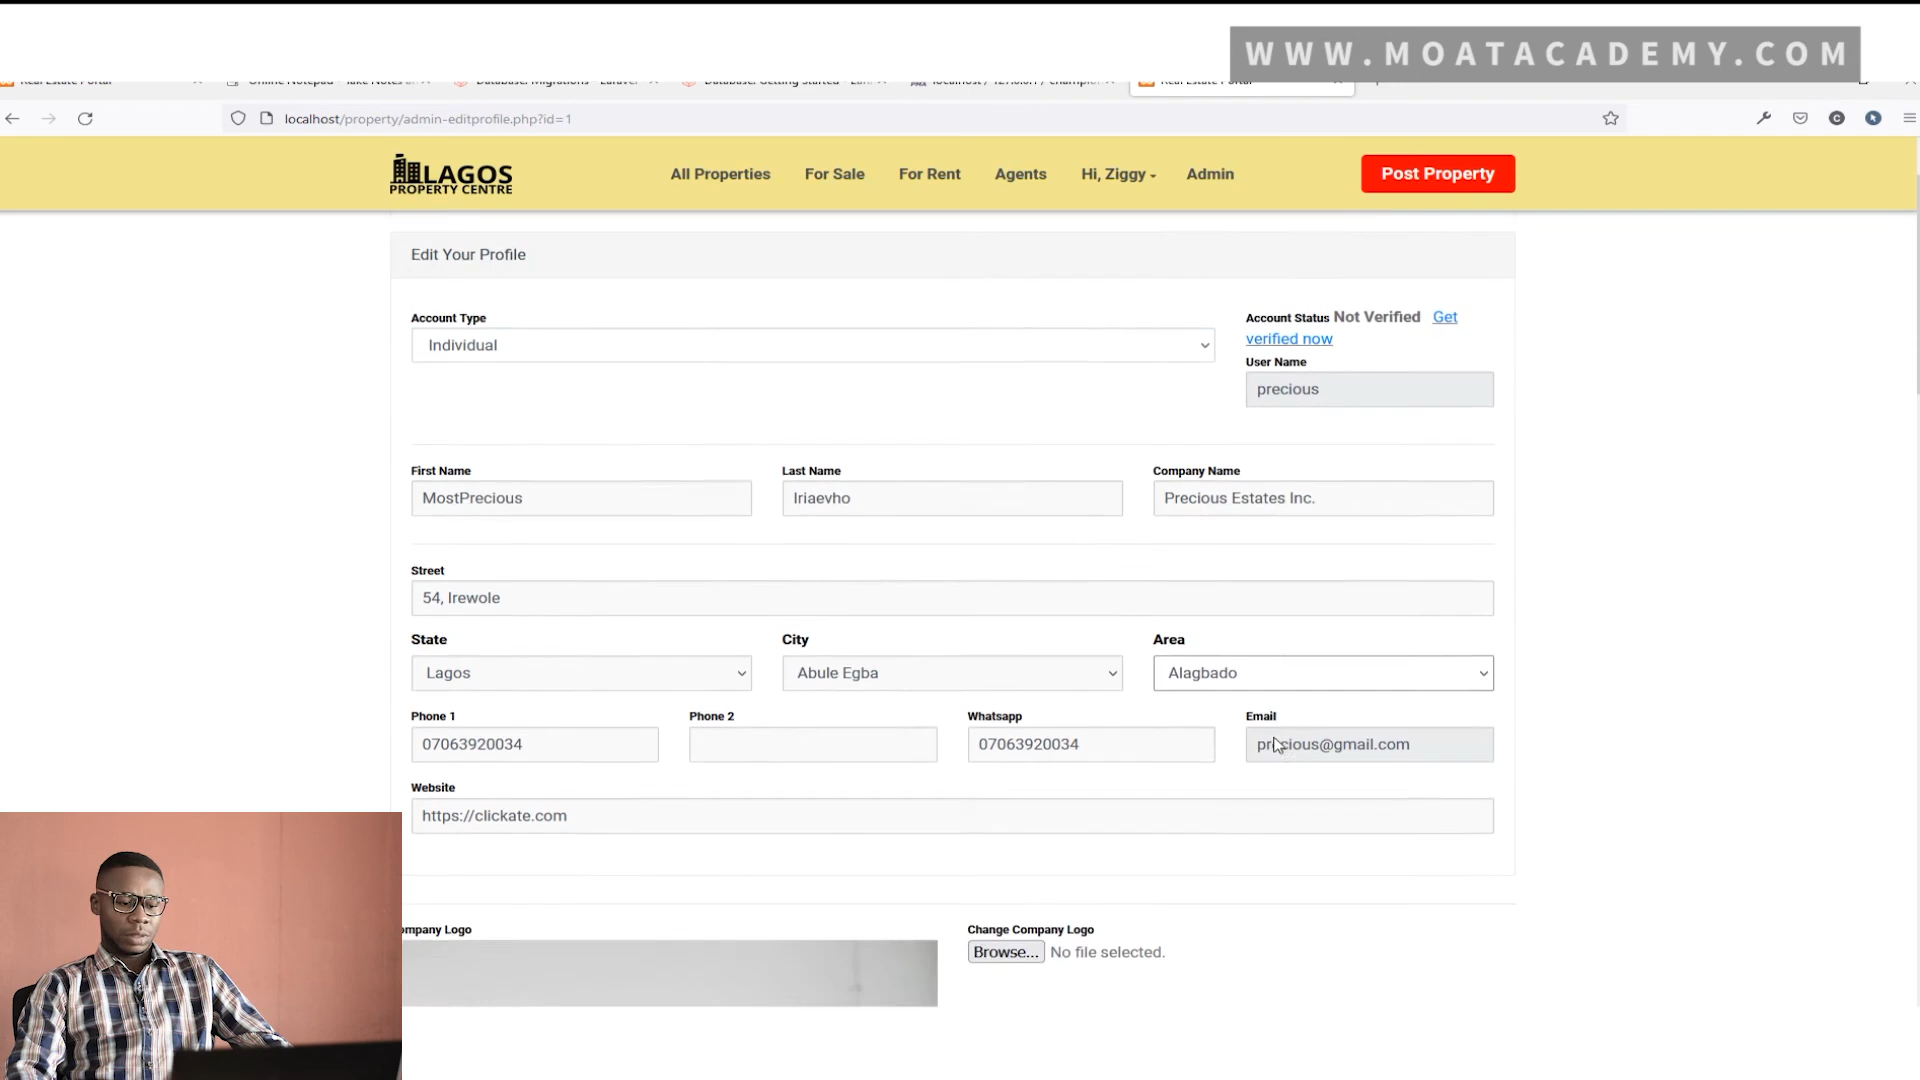 WWW.MOATACADEMY.COM
localhost/property/admin-editprofile.php?id=1
LAGOS
PROPERTY CENTRE
All Properties
For Sale
For Rent
Agents
Hi, Ziggy
Admin
Post Property
Edit Your Profile
Account Type
Individual
Account Status Not Verified Get
verified now
User Name
precious
First Name
Last Name
Company Name
MostPrecious
Iriaevho
Precious Estates Inc.
Street
54, Irewole
State
City
Area
Lagos
Abule Egba
Alagbado
Phone 1
Phone 2
Whatsapp
Email
07063920034
07063920034
precious@gmail.com
Website
https://clickate.com
ompany Logo
Change Company Logo
Browse... No file selected.